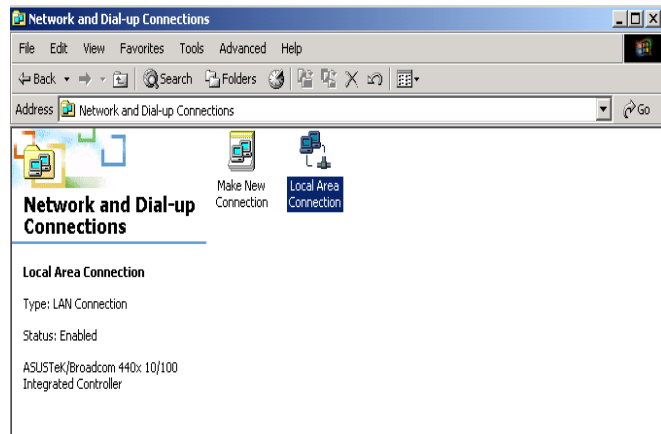 Network and Dial-up Connections
File Edit View Favorites Tools Advanced Help
Back Search Folders
Address Network and Dial-up Connections Go
Make New Connection
Local Area Connection
Network and Dial-up
Connections
Local Area Connection
Type: LAN Connection
Status: Enabled
ASUSTeK/Broadcom 440x 10/100
Integrated Controller